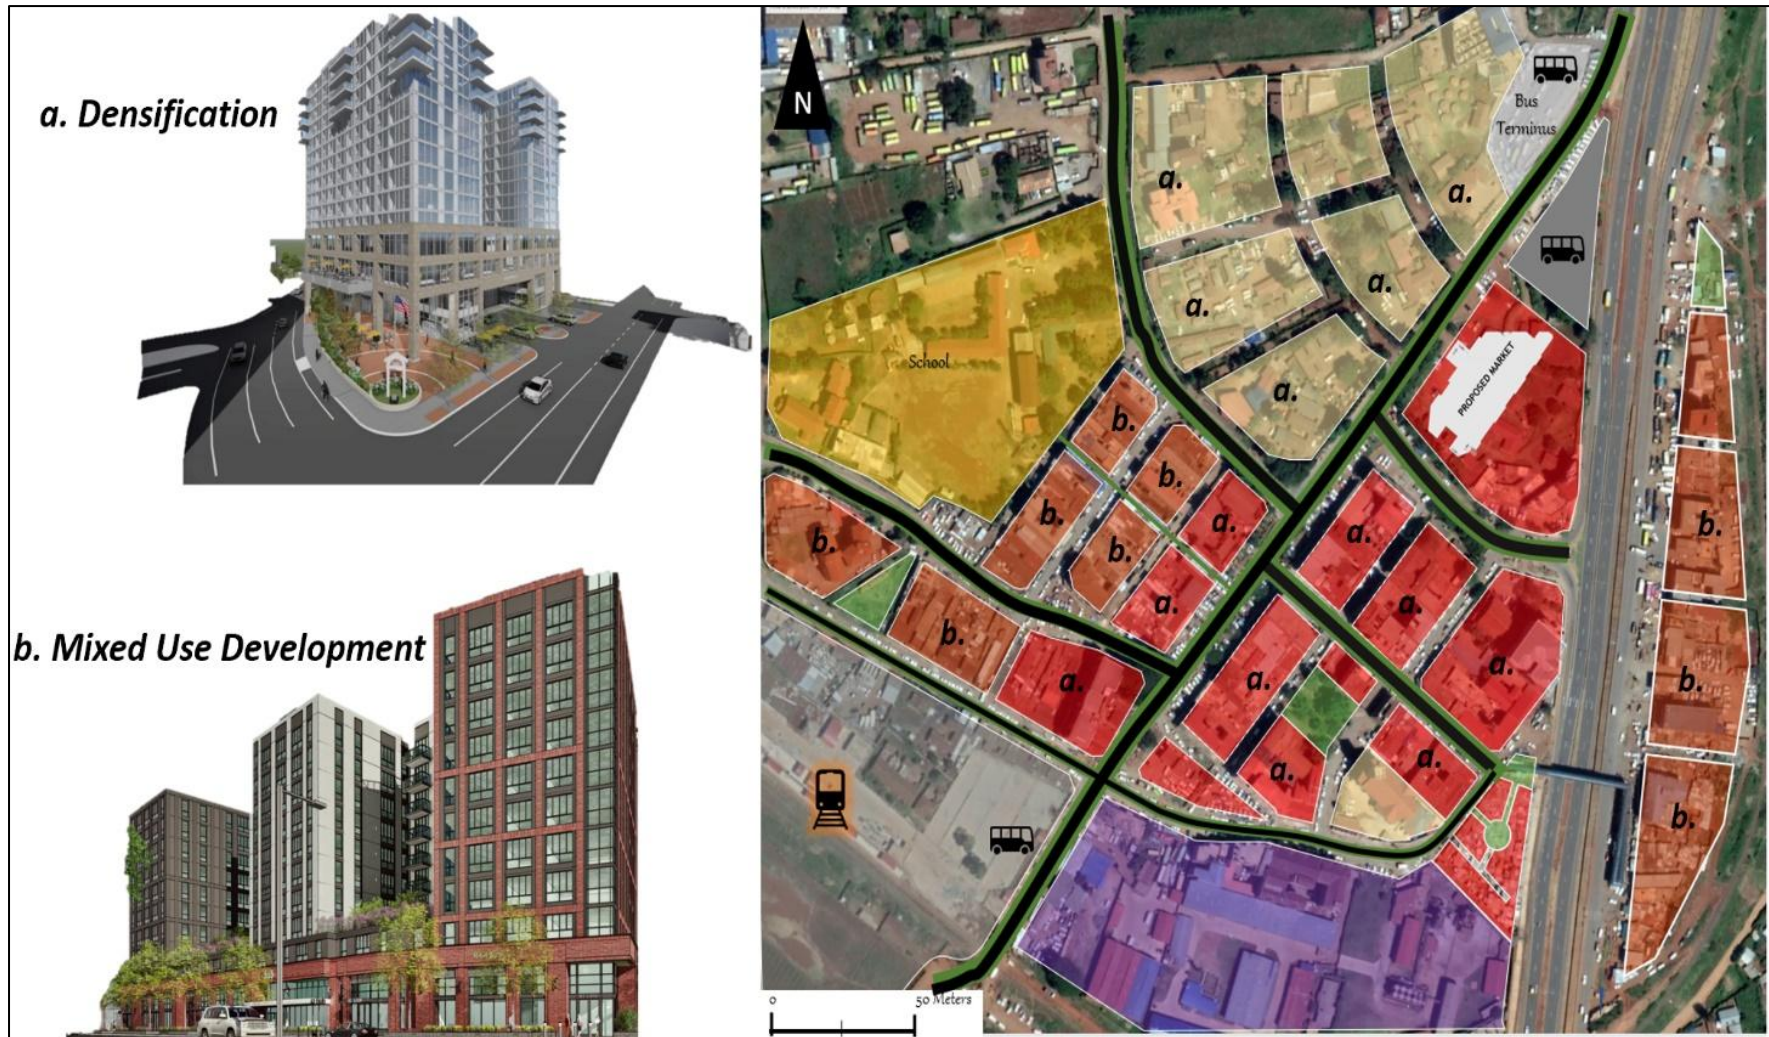 a. Densification
b. Mixed Use Development
N
Bus
Terminus
a.
a.
a.
a.
School
PROPOSED MARKET
a.
b.
b.
b.
a.
b.
a.
b.
b.
a.
a.
b.
a.
a.
a.
b.
a.
a.
b.
0
50 Meters